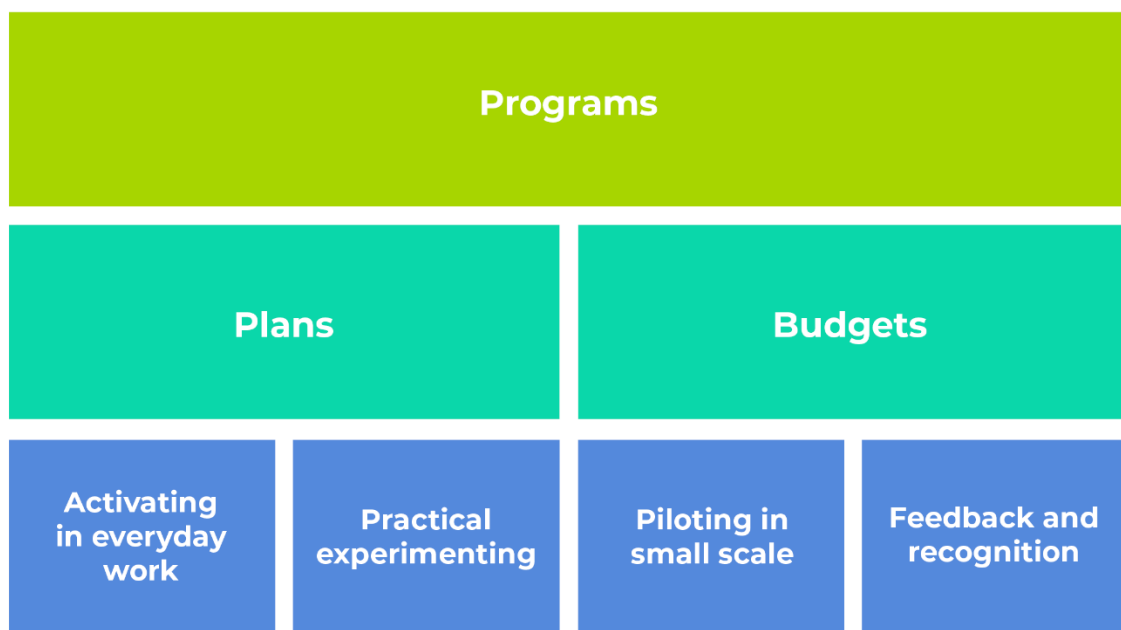 Programs
Plans
Budgets
Activating
in everyday
work
Practical
experimenting
Piloting in
small scale
Feedback and
recognition